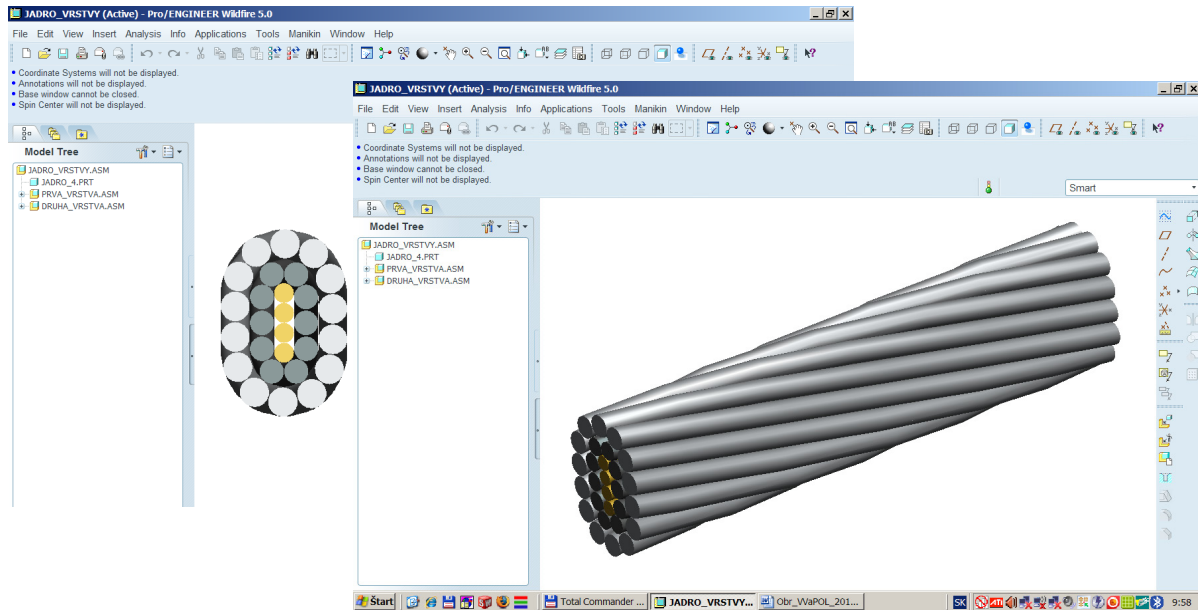 JADRO_VRSTVY (Active) - Pro/ENGINEER Wildfire 5.0
File Edit View Insert Analysis Info Applications Tools Manikin Window Help
• Coordinate Systems will not be displayed.
• Annotations will not be displayed.
• Base window cannot be closed.
• Spin Center will not be displayed.
Model Tree
JADRO_VRSTVY.ASM
JADRO_4.PRT
PRVA_VRSTVA.ASM
DRUHA_VRSTVA.ASM
JADRO_VRSTVY (Active) - Pro/ENGINEER Wildfire 5.0
File Edit View Insert Analysis Info Applications Tools Manikin Window Help
• Coordinate Systems will not be displayed.
• Annotations will not be displayed.
• Base window cannot be closed.
• Spin Center will not be displayed.
Smart
Model Tree
JADRO_VRSTVY.ASM
JADRO_4.PRT
PRVA_VRSTVA.ASM
DRUHA_VRSTVA.ASM
Štart Total Commander ... JADRO_VRSTVY... Obr_VVaPOL_201... SK ATI 9:58